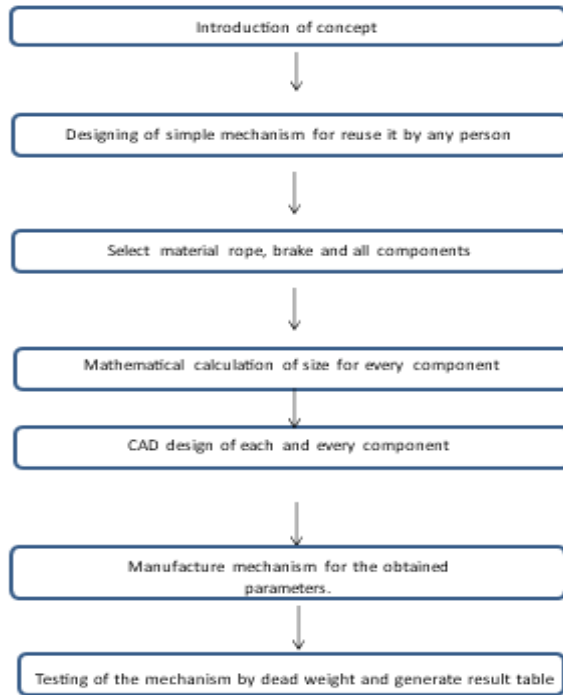 Introduction of concept
Designing of simple mechanism for reuse it by any person
Select material rope, brake and all components
Mathematical calculation of size for every component
CAD design of each and every component
Manufacture mechanism for the obtained
parameters.
Testing of the mechanism by dead weight and generate result table